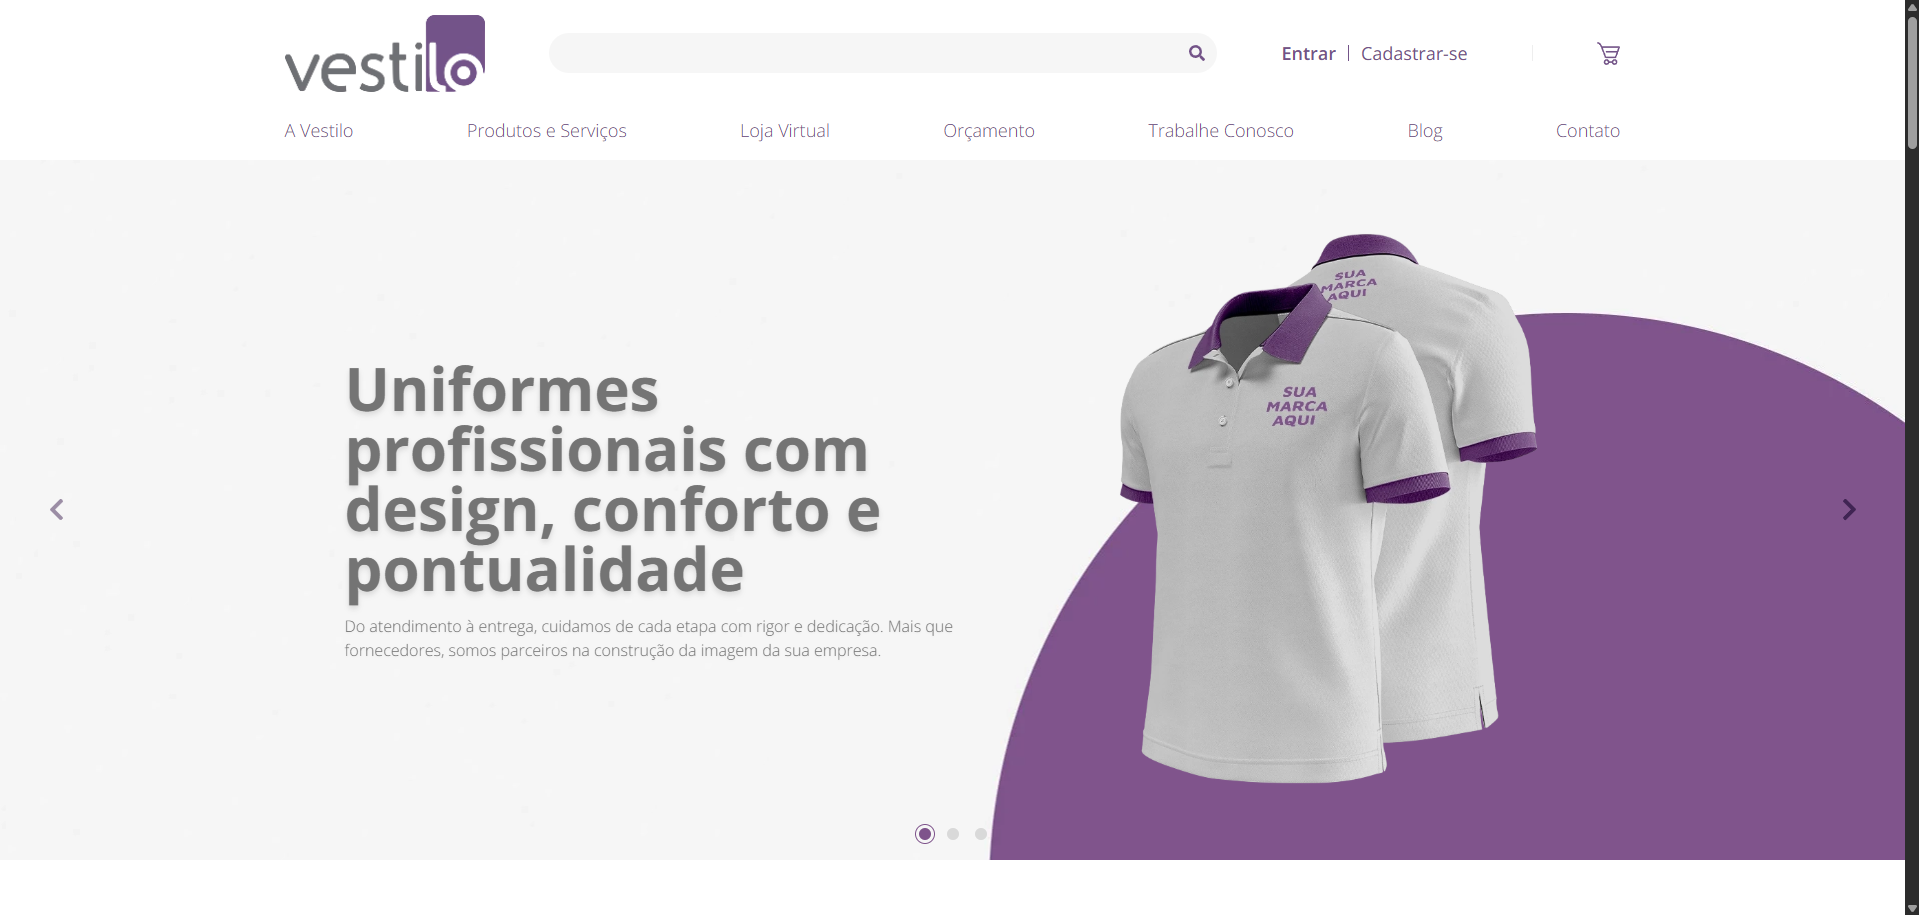 vestilo
Entrar | Cadastrar-se
A Vestilo
Produtos e Serviços
Loja Virtual
Orçamento
Trabalhe Conosco
Blog
Contato
Uniformes
profissionais com
design, conforto e
pontualidade
Do atendimento à entrega, cuidamos de cada etapa com rigor e dedicação. Mais que
fornecedores, somos parceiros na construção da imagem da sua empresa.
SUA
MARCA
AQUI
SUA
MARCA
AQUI